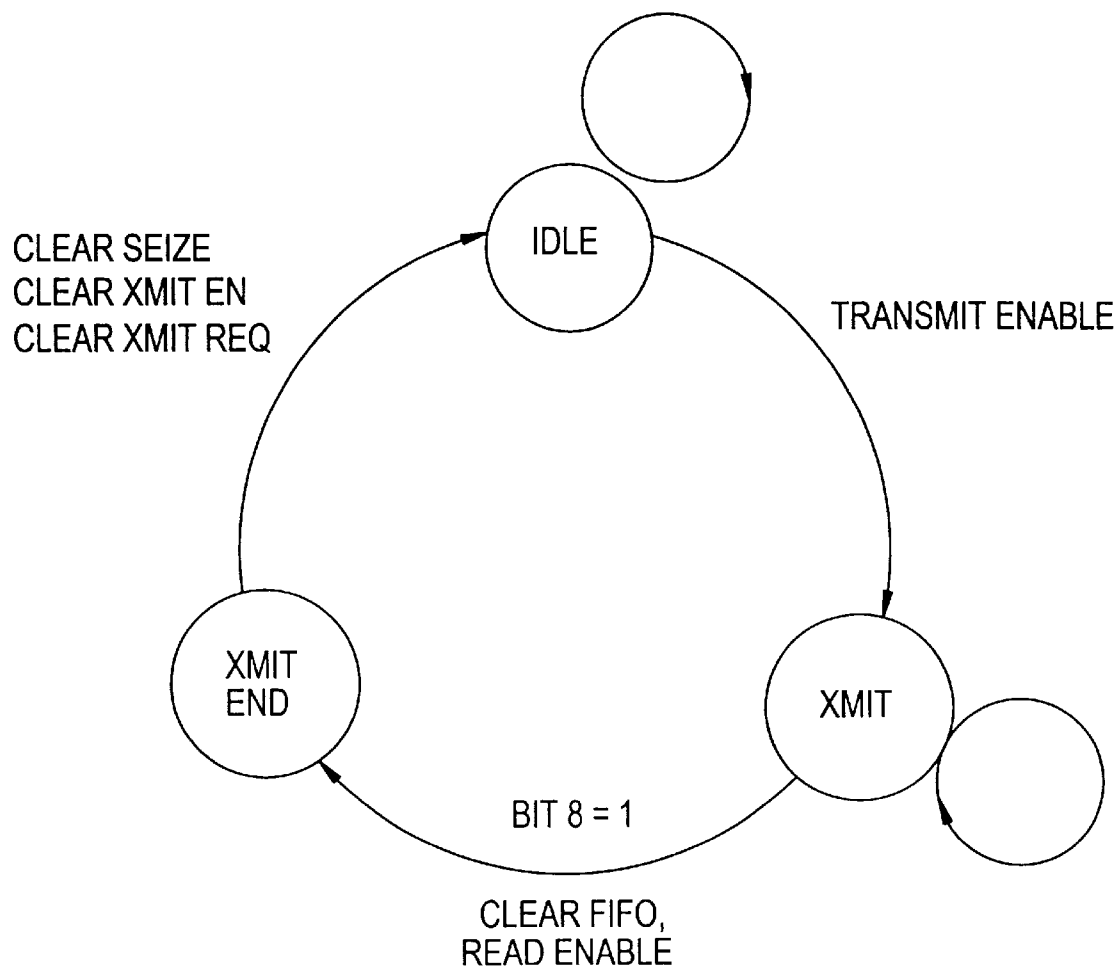 IDLE
CLEAR SEIZE
CLEAR XMIT EN
CLEAR XMIT REQ
TRANSMIT ENABLE
XMIT
END
XMIT
BIT 8 = 1
CLEAR FIFO,
READ ENABLE